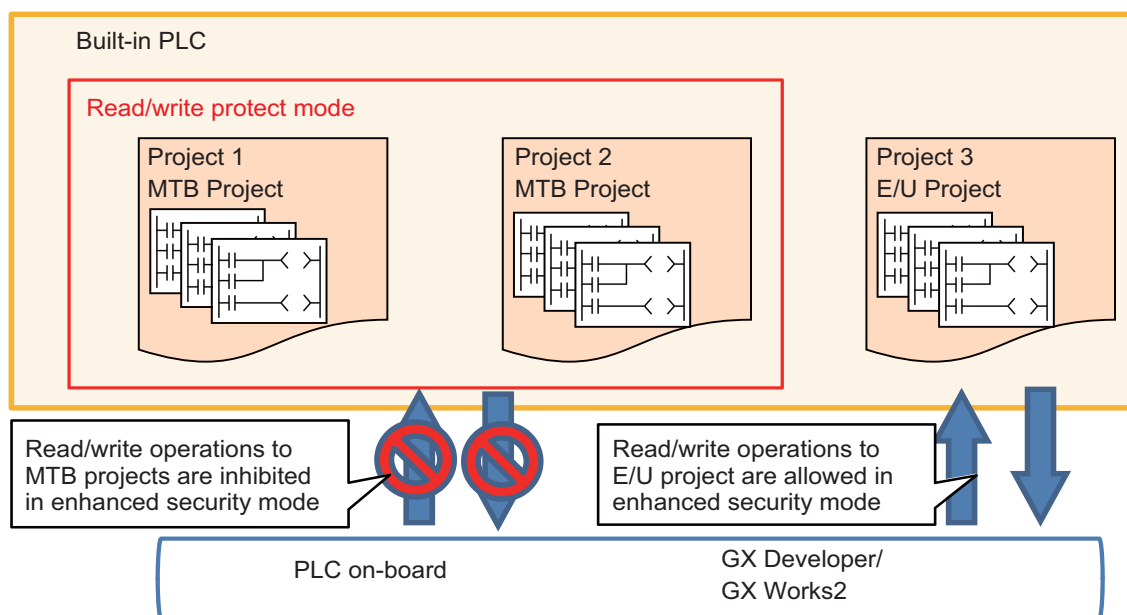 Built-in PLC
Read/write protect mode
Project 1
MTB Project
Project 2
MTB Project
Project 3
E/U Project
Read/write operations to
MTB projects are inhibited
in enhanced security mode
Read/write operations to
E/U project are allowed in
enhanced security mode
PLC on-board
GX Developer/
GX Works2